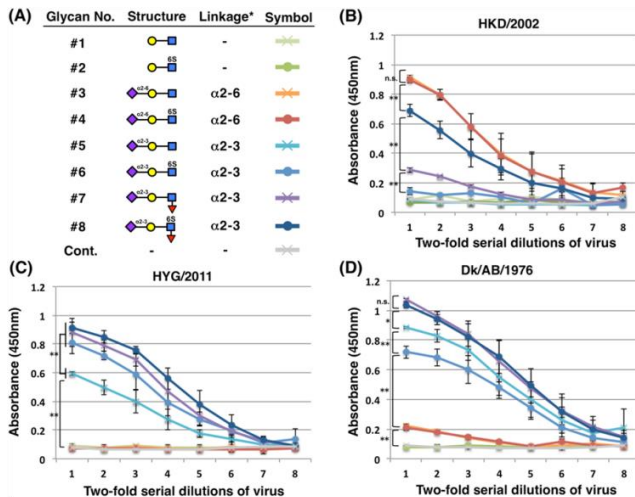 (A) Glycan No. Structure Linkage* Symbol
#1 -
#2 6S -
#3 α2-6 α2-6
#4 α2-6 6S α2-6
#5 α2-3 α2-3
#6 α2-3 6S α2-3
#7 α2-3 α2-3
#8 α2-3 6S α2-3
Cont. - -
(B) HKD/2002
Absorbance (450nm)
1.2
1
0.8
0.6
0.4
0.2
0
n.s.
**
**
**
1 2 3 4 5 6 7 8
Two-fold serial dilutions of virus
(C) HYG/2011
Absorbance (450nm)
1.2
1
0.8
0.6
0.4
0.2
0
**
**
1 2 3 4 5 6 7 8
Two-fold serial dilutions of virus
(D) Dk/AB/1976
Absorbance (450nm)
1.2
1
0.8
0.6
0.4
0.2
0
n.s.
*
**
**
**
1 2 3 4 5 6 7 8
Two-fold serial dilutions of virus